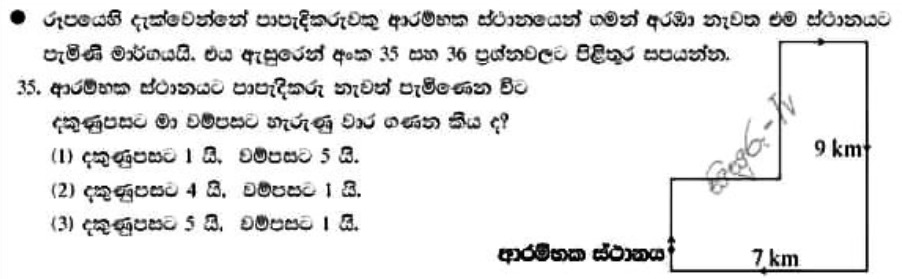 ● රූපයෙහි දැක්වෙන්නේ පාපැදිකරුවකු ආරම්භක ස්ථානයෙන් ගමන් අරඹා නැවත එම ස්ථානයට
පැමිණි මාර්ගයයි. එය ඇසුරෙන් අංක 35 සහ 36 ප්‍රශ්නවලට පිළිතුර සපයන්න.
35. ආරම්භක ස්ථානයට පාපැදිකරු නැවත් පැමිණෙන විට
දකුණුපසට මා වම්පසට හැරුණු වාර ගණන කීය ද?
(1) දකුණුපසට 1 යි, වම්පසට 5 යි.
(2) දකුණුපසට 4 යි, වම්පසට 1 යි.
(3) දකුණුපසට 5 යි, වම්පසට 1 යි.
9 km
ආරම්භක ස්ථානය
7 km